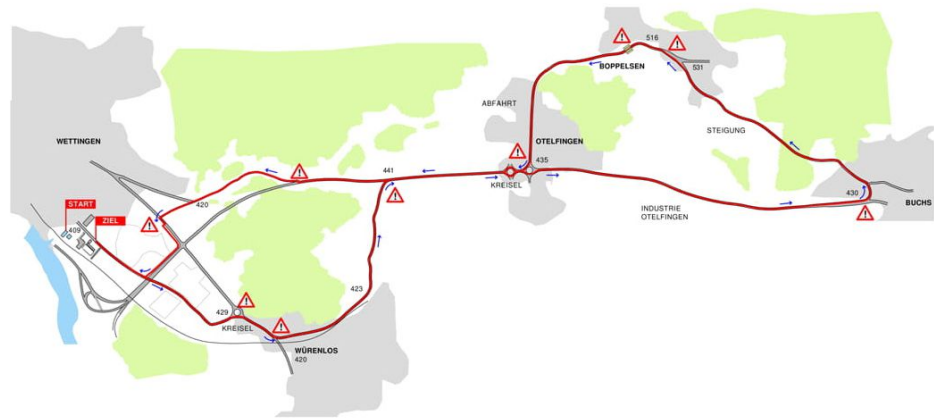 516
BOPPELSEN
531
ABFAHRT
STEIGUNG
WETTINGEN
OTELFINGEN
441
435
KREISEL
420
430
START
ZIEL
409
INDUSTRIE
OTELFINGEN
BUCHS
423
429
KREISEL
WÜRENLOS
420